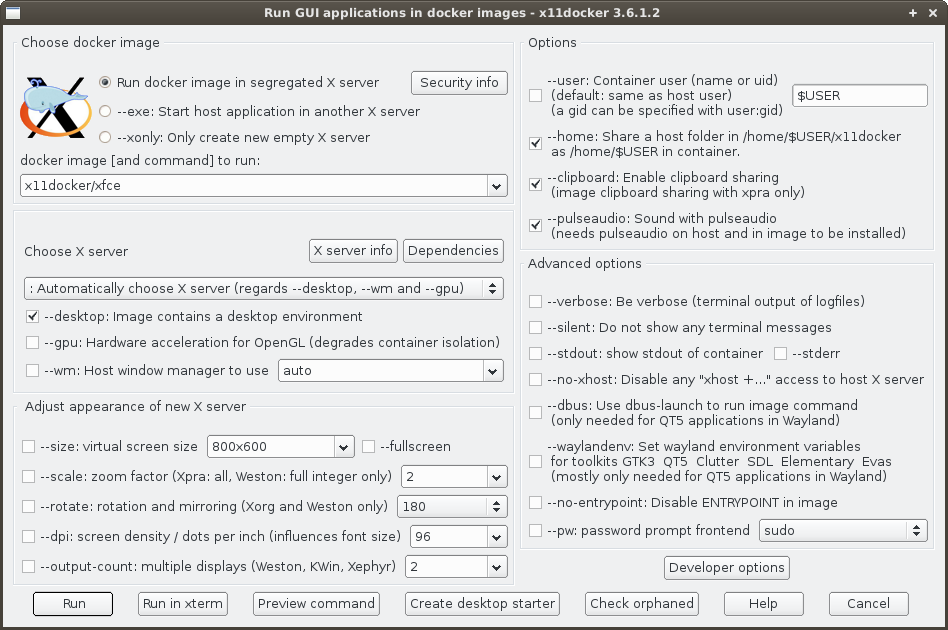 Run GUI applications in docker images - x11docker 3.6.1.2
Choose docker image
Run docker image in segregated X server
Security info
--exe: Start host application in another X server
--xonly: Only create new empty X server
docker image [and command] to run:
x11docker/xfce
Choose X server
X server info
Dependencies
: Automatically choose X server (regards --desktop, --wm and --gpu)
--desktop: Image contains a desktop environment
--gpu: Hardware acceleration for OpenGL (degrades container isolation)
--wm: Host window manager to use
auto
Adjust appearance of new X server
--size: virtual screen size
800x600
--fullscreen
--scale: zoom factor (Xpra: all, Weston: full integer only)
2
--rotate: rotation and mirroring (Xorg and Weston only)
180
--dpi: screen density / dots per inch (influences font size)
96
--output-count: multiple displays (Weston, KWin, Xephyr)
2
Options
--user: Container user (name or uid)
(default: same as host user)
(a gid can be specified with user:gid)
$USER
--home: Share a host folder in /home/$USER/x11docker
as /home/$USER in container.
--clipboard: Enable clipboard sharing
(image clipboard sharing with xpra only)
--pulseaudio: Sound with pulseaudio
(needs pulseaudio on host and in image to be installed)
Advanced options
--verbose: Be verbose (terminal output of logfiles)
--silent: Do not show any terminal messages
--stdout: show stdout of container
--stderr
--no-xhost: Disable any "xhost +..." access to host X server
--dbus: Use dbus-launch to run image command
(only needed for QT5 applications in Wayland)
--waylandenv: Set wayland environment variables
for toolkits GTK3 QT5 Clutter SDL Elementary Evas
(mostly only needed for QT5 applications in Wayland)
--no-entrypoint: Disable ENTRYPOINT in image
--pw: password prompt frontend
sudo
Developer options
Run
Run in xterm
Preview command
Create desktop starter
Check orphaned
Help
Cancel